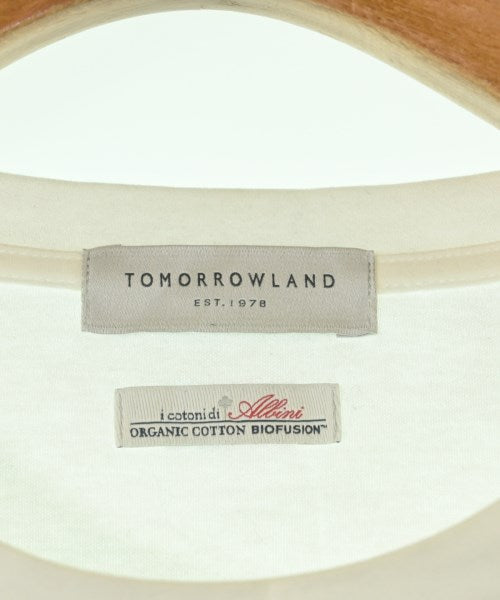 TOMORROWLAND
EST. 1978
i cotoni di Albini
ORGANIC COTTON BIOFUSION™